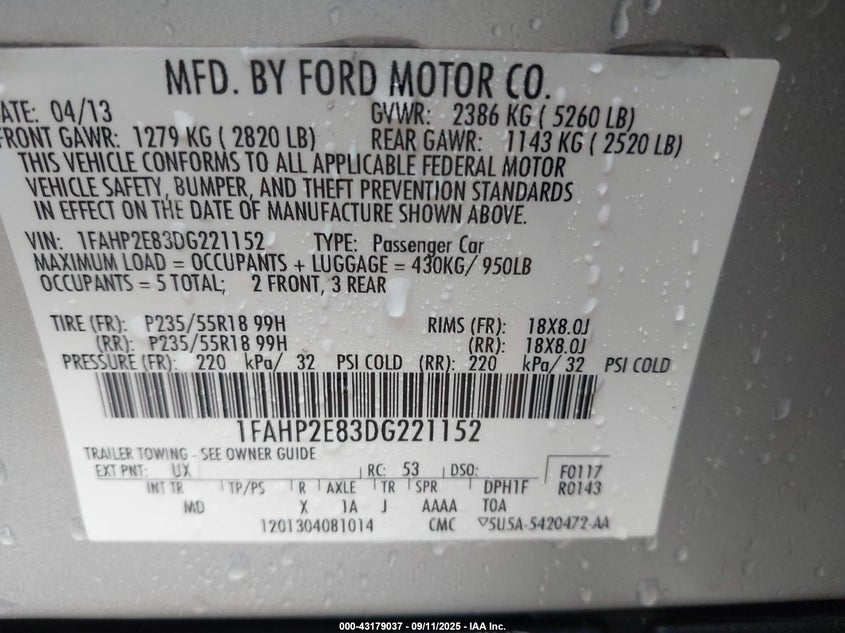 MFD. BY FORD MOTOR CO.
ATE: 04/13 GVWR: 2386 KG ( 5260 LB)
FRONT GAWR: 1279 KG ( 2820 LB) REAR GAWR: 1143 KG ( 2520 LB)
THIS VEHICLE CONFORMS TO ALL APPLICABLE FEDERAL MOTOR
VEHICLE SAFETY, BUMPER, AND THEFT PREVENTION STANDARDS
IN EFFECT ON THE DATE OF MANUFACTURE SHOWN ABOVE.
VIN: 1FAHP2E83DG221152 TYPE: Passenger Car
MAXIMUM LOAD = OCCUPANTS + LUGGAGE = 430KG/ 950LB
OCCUPANTS = 5 TOTAL; 2 FRONT, 3 REAR
TIRE (FR): P235/55R18 99H RIMS (FR): 18X8.0J
(RR): P235/55R18 99H (RR): 18X8.0J
PRESSURE (FR): 220 kPa/ 32 PSI COLD (RR): 220 kPa/ 32 PSI COLD
1FAHP2E83DG221152
TRAILER TOWING - SEE OWNER GUIDE
EXT PNT: UX RC: 53 DSO: F0117
INT TR TP/PS R AXLE TR SPR DPH1F R0143
MD X 1A J AAAA T0A
1201304081014 CMC 5U5A-5420472-AA
000-43179037 - 09/11/2025 - IAA Inc.